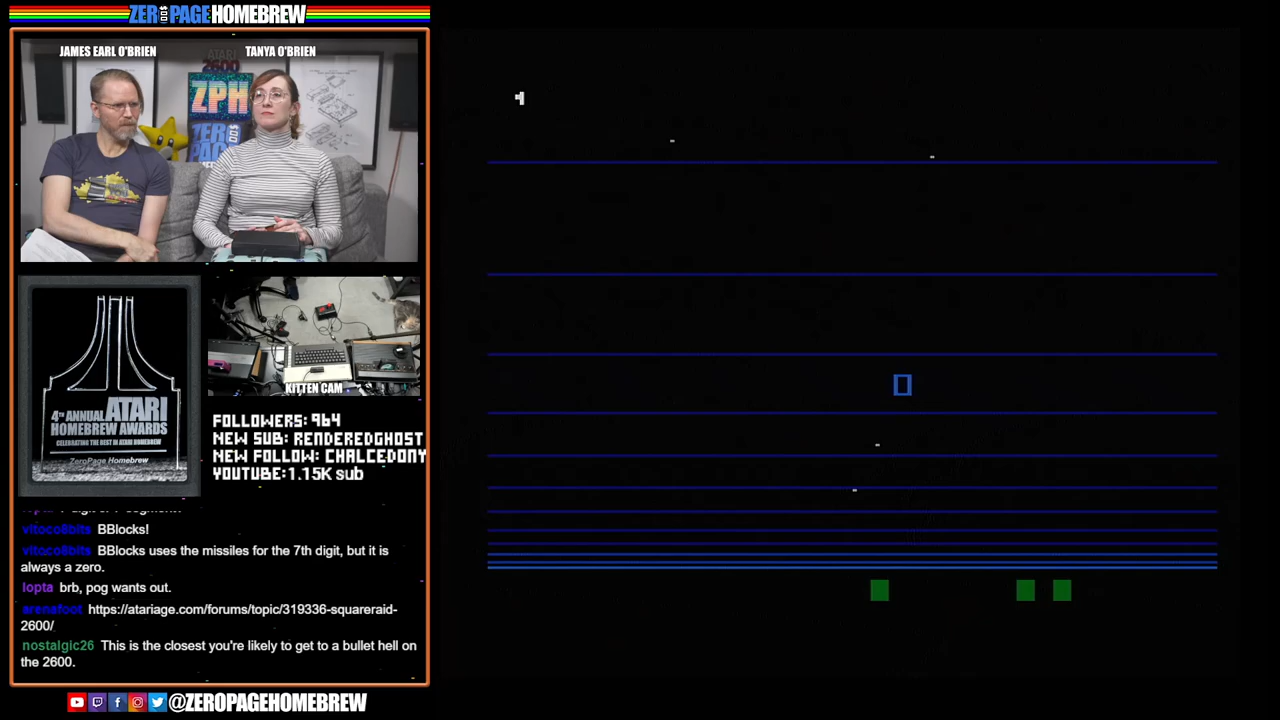 ZEROPAGE HOMEBREW
JAMES EARL O'BRIEN
TANYA O'BRIEN
ATARI
2600
ZPH
ZERO
PAGE
4TH ANNUAL ATARI
HOMEBREW AWARDS
CELEBRATING THE BEST IN ATARI HOMEBREW
ZeroPage Homebrew
KITTEN CAM
FOLLOWERS: 964
NEW SUB: RENDEREDGHOST
NEW FOLLOW: CHALCEDONY
YOUTUBE: 1.15K sub
vitoco8bits BBlocks!
vitoco8bits BBlocks uses the missiles for the 7th digit, but it is
always a zero.
lopta brb, pog wants out.
arenafoot https://atariage.com/forums/topic/319336-squareraid-
2600/
nostalgic26 This is the closest you're likely to get to a bullet hell on
the 2600.
@ZEROPAGEHOMEBREW